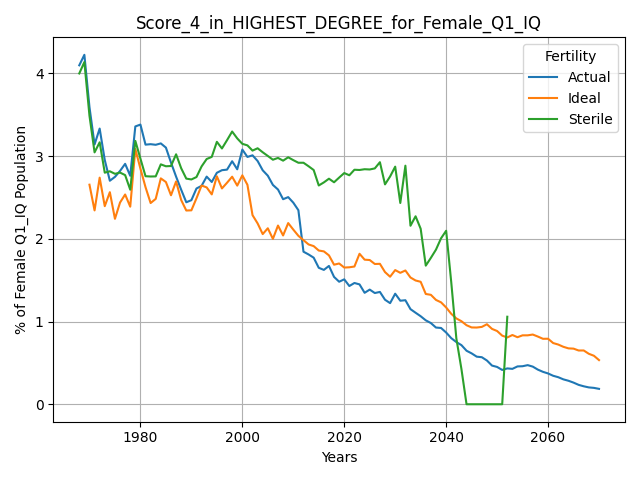 Score_4_in_HIGHEST_DEGREE_for_Female_Q1_IQ
Fertility
Actual
Ideal
Sterile
% of Female Q1_IQ Population
4
3
2
1
0
1980 2000 2020 2040 2060
Years